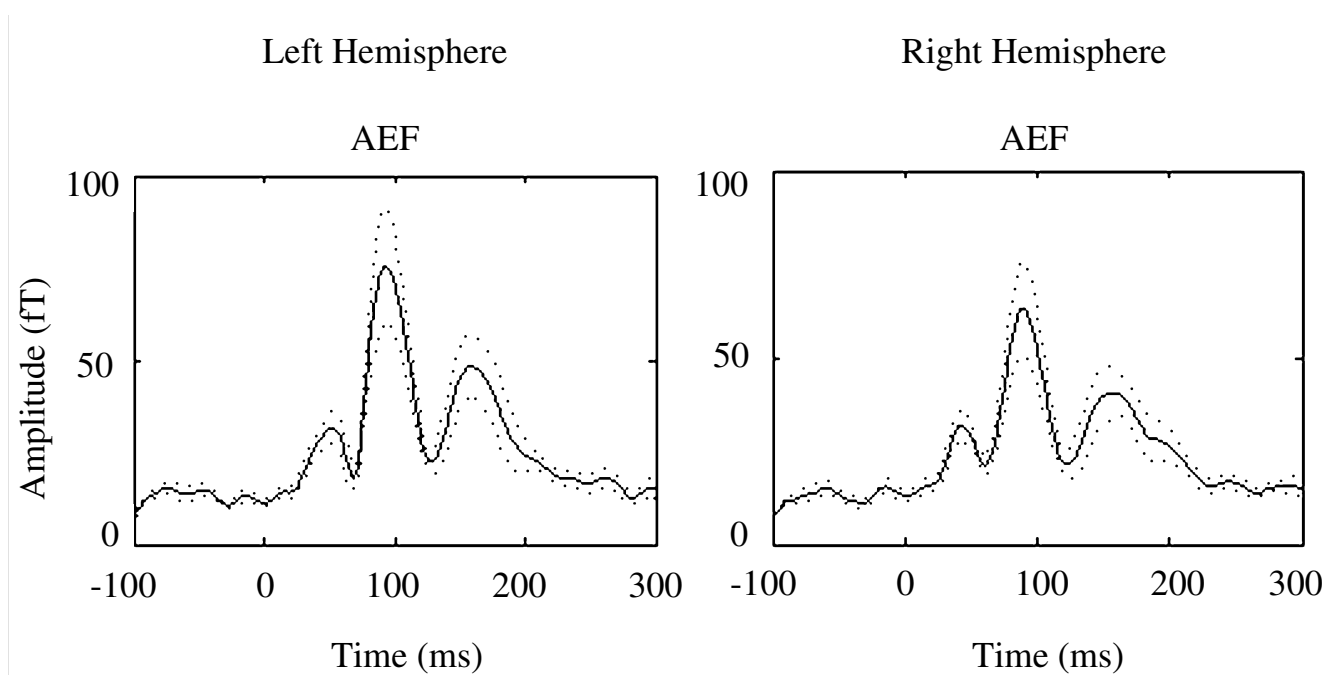 Left Hemisphere
Right Hemisphere
AEF
AEF
Amplitude (fT)
100
50
0
-100 0 100 200 300
Time (ms)
100
50
0
-100 0 100 200 300
Time (ms)